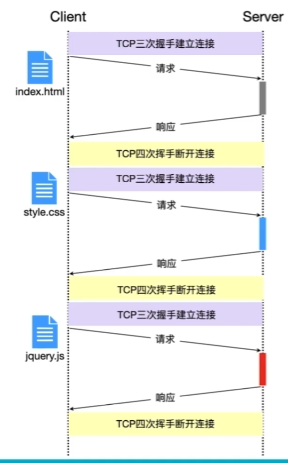 Client Server
TCP三次握手建立连接
请求
index.html
响应
TCP四次挥手断开连接
TCP三次握手建立连接
请求
style.css
响应
TCP四次挥手断开连接
TCP三次握手建立连接
请求
jquery.js
响应
TCP四次挥手断开连接